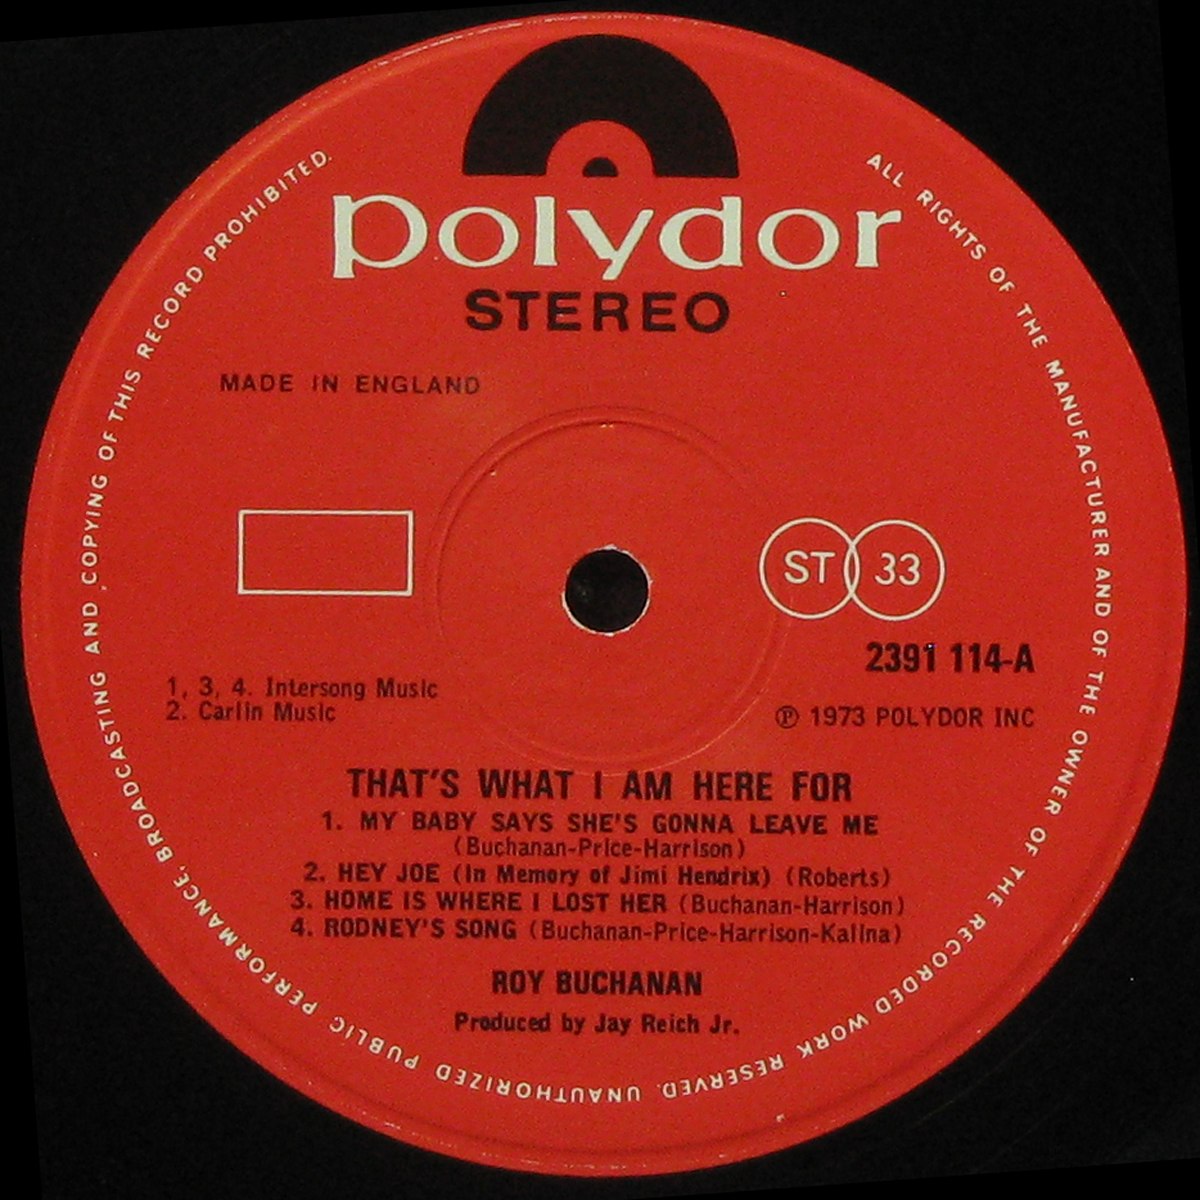 polydor
STEREO
MADE IN ENGLAND
ST 33
2391 114-A
1, 3, 4. Intersong Music
2. Carlin Music
Ⓟ 1973 POLYDOR INC
THAT'S WHAT I AM HERE FOR
1. MY BABY SAYS SHE'S GONNA LEAVE ME
(Buchanan-Price-Harrison)
2. HEY JOE (In Memory of Jimi Hendrix) (Roberts)
3. HOME IS WHERE I LOST HER (Buchanan-Harrison)
4. RODNEY'S SONG (Buchanan-Price-Harrison-Kalina)
ROY BUCHANAN
Produced by Jay Reich Jr.
ALL RIGHTS OF THE MANUFACTURER AND OF THE OWNER OF THE RECORDED WORK RESERVED. UNAUTHORIZED PUBLIC PERFORMANCE, BROADCASTING AND COPYING OF THIS RECORD PROHIBITED.